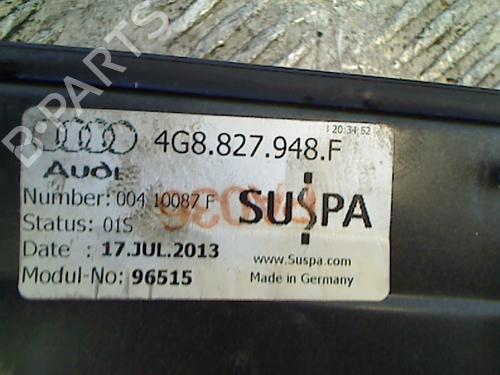 B-PARTS
20:34:52
4G8.827.948.F
Audi
Number: 004 10087 F
SUSPA
Status: 01S
Date : 17.JUL.2013
www.Suspa.com
Modul-No: 96515
Made in Germany